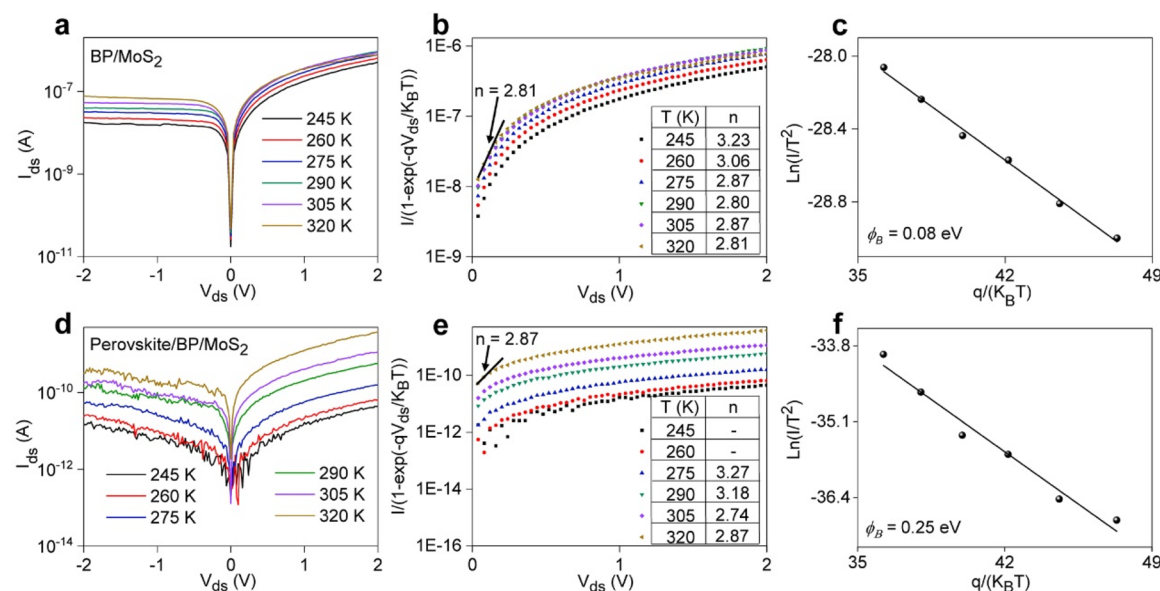 a
BP/MoS2
10-7
10-9
10-11
Ids (A)
245 K
260 K
275 K
290 K
305 K
320 K
-2 -1 0 1 2
Vds (V)
b
1E-6
1E-7
1E-8
1E-9
I/(1-exp(-qVds/KBT))
n = 2.81
T (K) n
245 3.23
260 3.06
275 2.87
290 2.80
305 2.87
320 2.81
0 1 2
Vds (V)
c
-28.0
-28.4
-28.8
Ln(I/T2)
ϕB = 0.08 eV
35 42 49
q/(KBT)
d
Perovskite/BP/MoS2
10-10
10-12
10-14
Ids (A)
245 K 290 K
260 K 305 K
275 K 320 K
-2 -1 0 1 2
Vds (V)
e
n = 2.87
1E-10
1E-12
1E-14
1E-16
I/(1-exp(-qVds/KBT))
T (K) n
245 -
260 -
275 3.27
290 3.18
305 2.74
320 2.87
0 1 2
Vds (V)
f
-33.8
-35.1
-36.4
Ln(I/T2)
ϕB = 0.25 eV
35 42 49
q/(KBT)